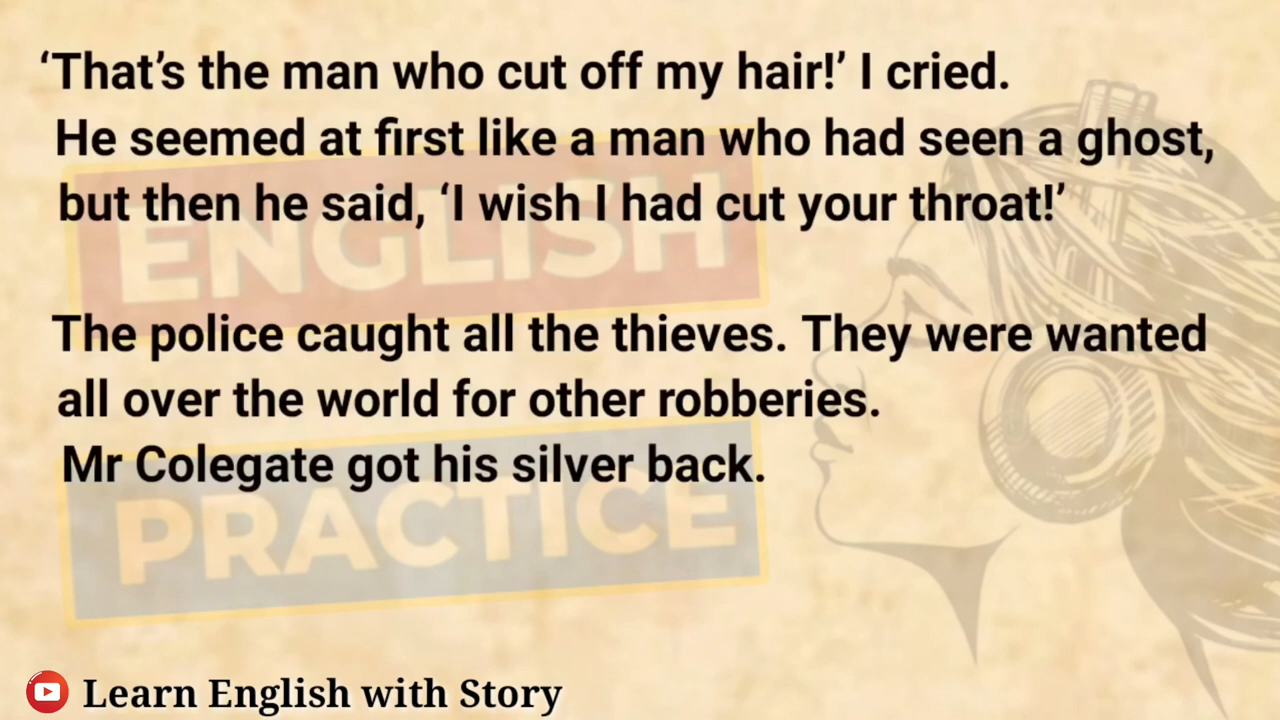 ‘That’s the man who cut off my hair!’ I cried.
He seemed at first like a man who had seen a ghost,
but then he said, ‘I wish I had cut your throat!’
ENGLISH
The police caught all the thieves. They were wanted
all over the world for other robberies.
Mr Colegate got his silver back.
PRACTICE
Learn English with Story